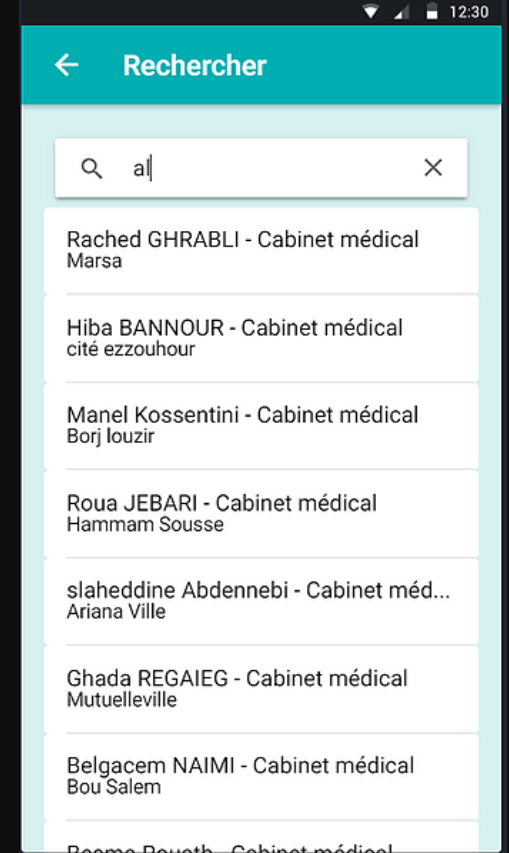 12:30
Rechercher
al
Rached GHRABLI - Cabinet médical
Marsa
Hiba BANNOUR - Cabinet médical
cité ezzouhour
Manel Kossentini - Cabinet médical
Borj louzir
Roua JEBARI - Cabinet médical
Hammam Sousse
slaheddine Abdennebi - Cabinet méd...
Ariana Ville
Ghada REGAIEG - Cabinet médical
Mutuelleville
Belgacem NAIMI - Cabinet médical
Bou Salem
- Cabinet médical